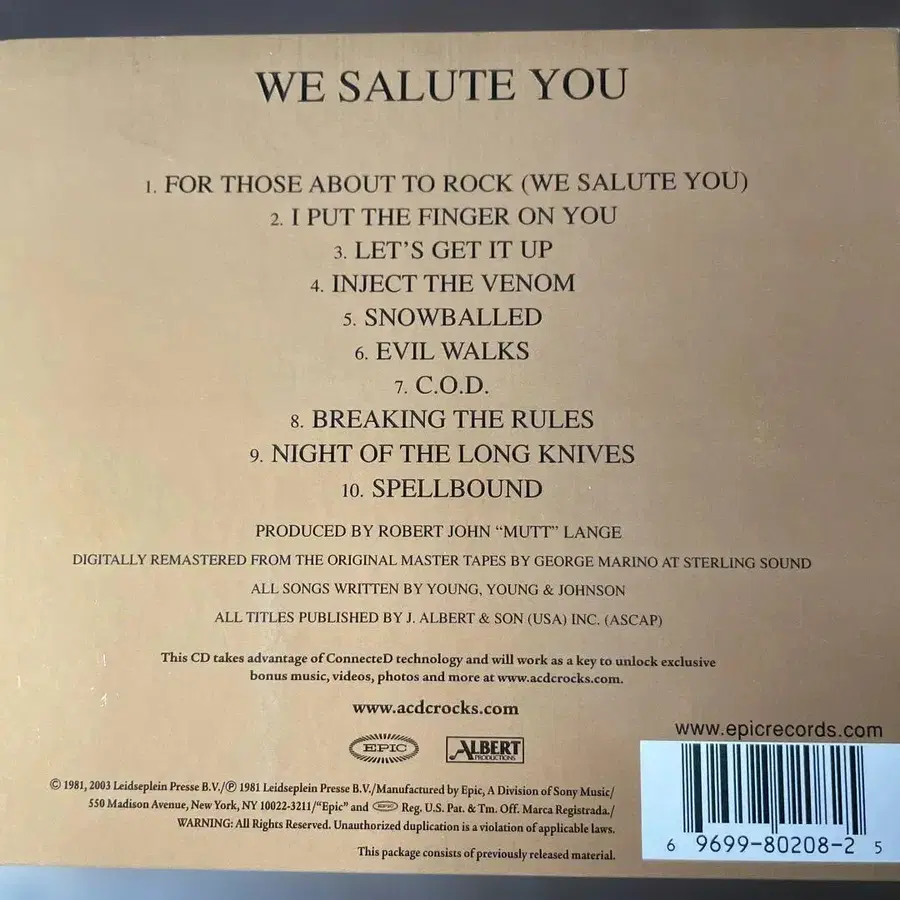 WE SALUTE YOU
1. FOR THOSE ABOUT TO ROCK (WE SALUTE YOU)
2. I PUT THE FINGER ON YOU
3. LET'S GET IT UP
4. INJECT THE VENOM
5. SNOWBALLED
6. EVIL WALKS
7. C.O.D.
8. BREAKING THE RULES
9. NIGHT OF THE LONG KNIVES
10. SPELLBOUND
PRODUCED BY ROBERT JOHN "MUTT" LANGE
DIGITALLY REMASTERED FROM THE ORIGINAL MASTER TAPES BY GEORGE MARINO AT STERLING SOUND
ALL SONGS WRITTEN BY YOUNG, YOUNG & JOHNSON
ALL TITLES PUBLISHED BY J. ALBERT & SON (USA) INC. (ASCAP)
This CD takes advantage of ConnecteD technology and will work as a key to unlock exclusive
bonus music, videos, photos and more at www.acdcrocks.com.
www.acdcrocks.com
EPIC ALBERT PRODUCTIONS
www.epicrecords.com
© 1981, 2003 Leidseplein Presse B.V./℗ 1981 Leidseplein Presse B.V./Manufactured by Epic, A Division of Sony Music/
550 Madison Avenue, New York, NY 10022-3211/"Epic" and EPIC Reg. U.S. Pat. & Tm. Off. Marca Registrada./
WARNING: All Rights Reserved. Unauthorized duplication is a violation of applicable laws.
This package consists of previously released material.
6 9699-80208-2 5